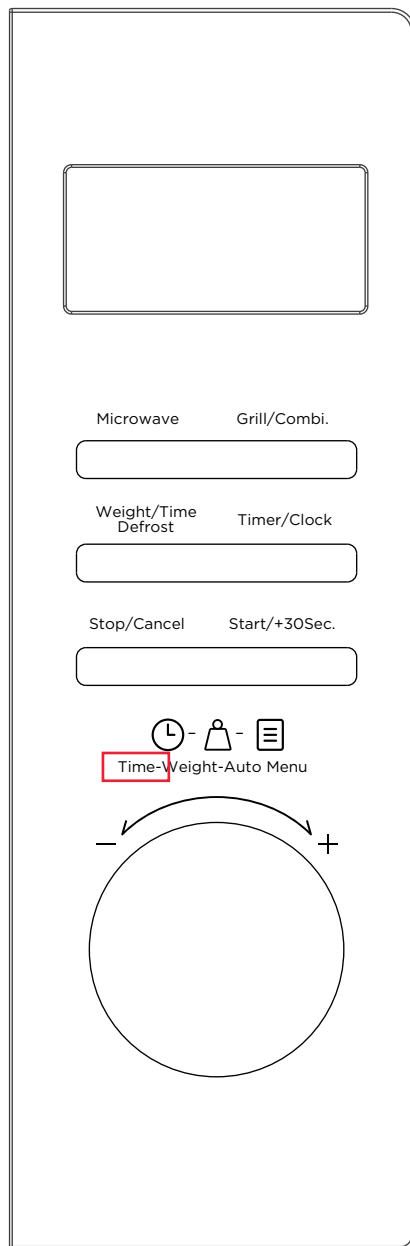 Microwave Grill/Combi.
Weight/Time
Defrost Timer/Clock
Stop/Cancel Start/+30Sec.
Time-Weight-Auto Menu